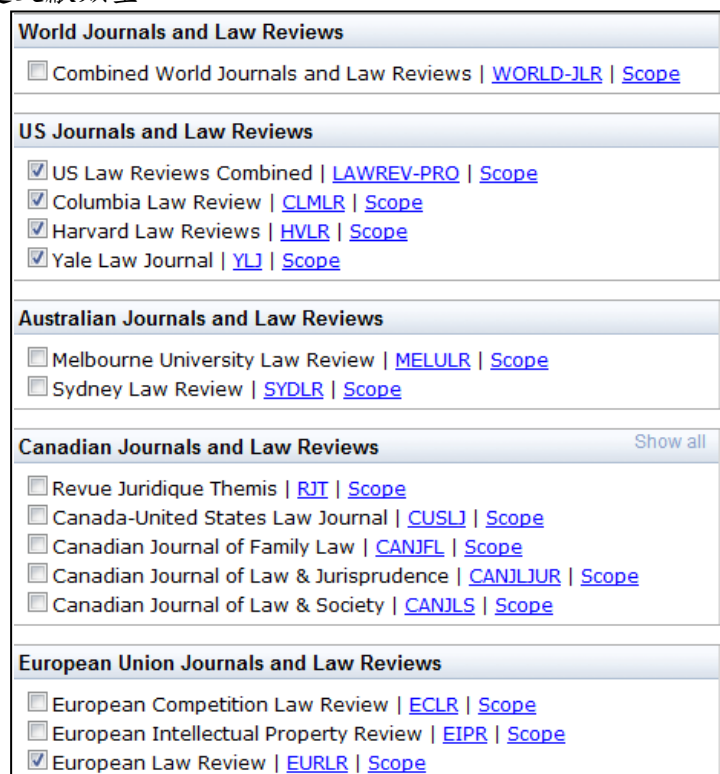 World Journals and Law Reviews
Combined World Journals and Law Reviews | WORLD-JLR | Scope
US Journals and Law Reviews
US Law Reviews Combined | LAWREV-PRO | Scope
Columbia Law Review | CLMLR | Scope
Harvard Law Reviews | HVLR | Scope
Yale Law Journal | YLJ | Scope
Australian Journals and Law Reviews
Melbourne University Law Review | MELULR | Scope
Sydney Law Review | SYDLR | Scope
Canadian Journals and Law Reviews Show all
Revue Juridique Themis | RJT | Scope
Canada-United States Law Journal | CUSLJ | Scope
Canadian Journal of Family Law | CANJFL | Scope
Canadian Journal of Law & Jurisprudence | CANJLJUR | Scope
Canadian Journal of Law & Society | CANJLS | Scope
European Union Journals and Law Reviews
European Competition Law Review | ECLR | Scope
European Intellectual Property Review | EIPR | Scope
European Law Review | EURLR | Scope